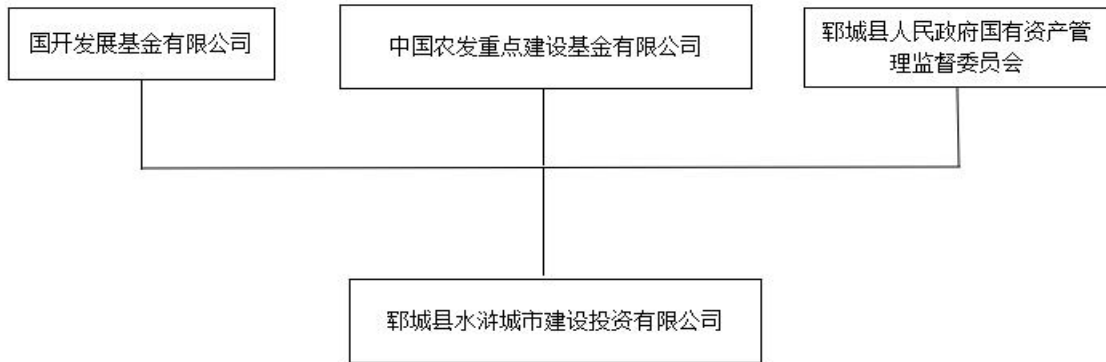 国开发展基金有限公司
中国农发重点建设基金有限公司
郓城县人民政府国有资产管
理监督委员会
郓城县水浒城市建设投资有限公司